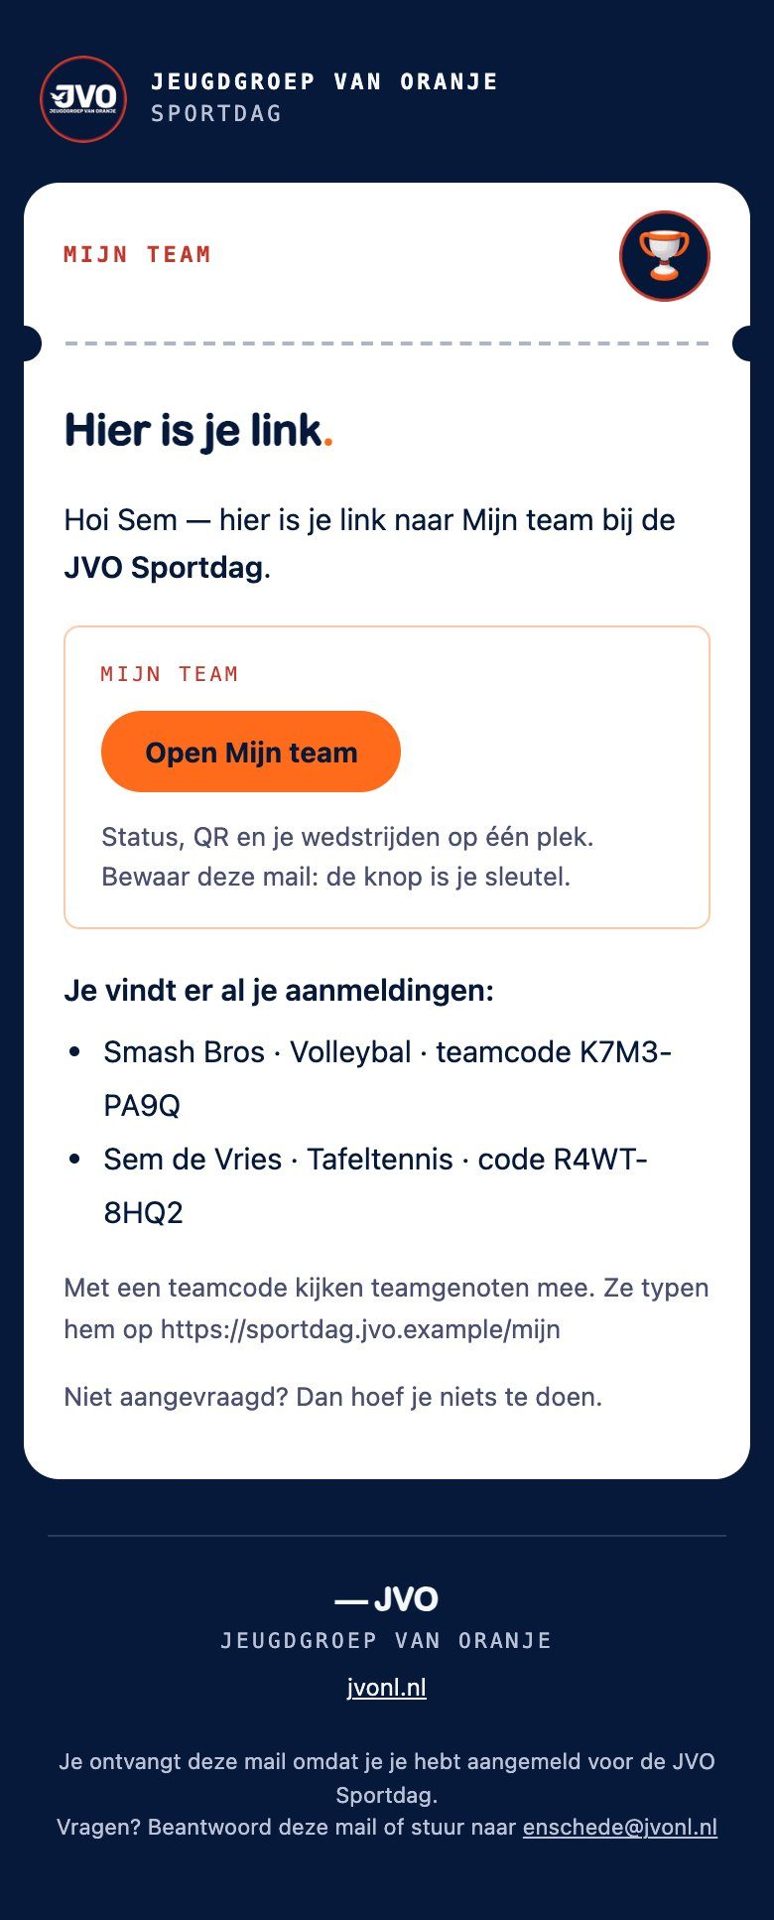 JVO
JEUGDGROEP VAN ORANJE
JEUGDGROEP VAN ORANJE
SPORTDAG
MIJN TEAM
Hier is je link.
Hoi Sem — hier is je link naar Mijn team bij de
JVO Sportdag.
MIJN TEAM
Open Mijn team
Status, QR en je wedstrijden op één plek.
Bewaar deze mail: de knop is je sleutel.
Je vindt er al je aanmeldingen:
• Smash Bros · Volleybal · teamcode K7M3-
PA9Q
• Sem de Vries · Tafeltennis · code R4WT-
8HQ2
Met een teamcode kijken teamgenoten mee. Ze typen
hem op https://sportdag.jvo.example/mijn
Niet aangevraagd? Dan hoef je niets te doen.
— JVO
JEUGDGROEP VAN ORANJE
jvonl.nl
Je ontvangt deze mail omdat je je hebt aangemeld voor de JVO
Sportdag.
Vragen? Beantwoord deze mail of stuur naar enschede@jvonl.nl